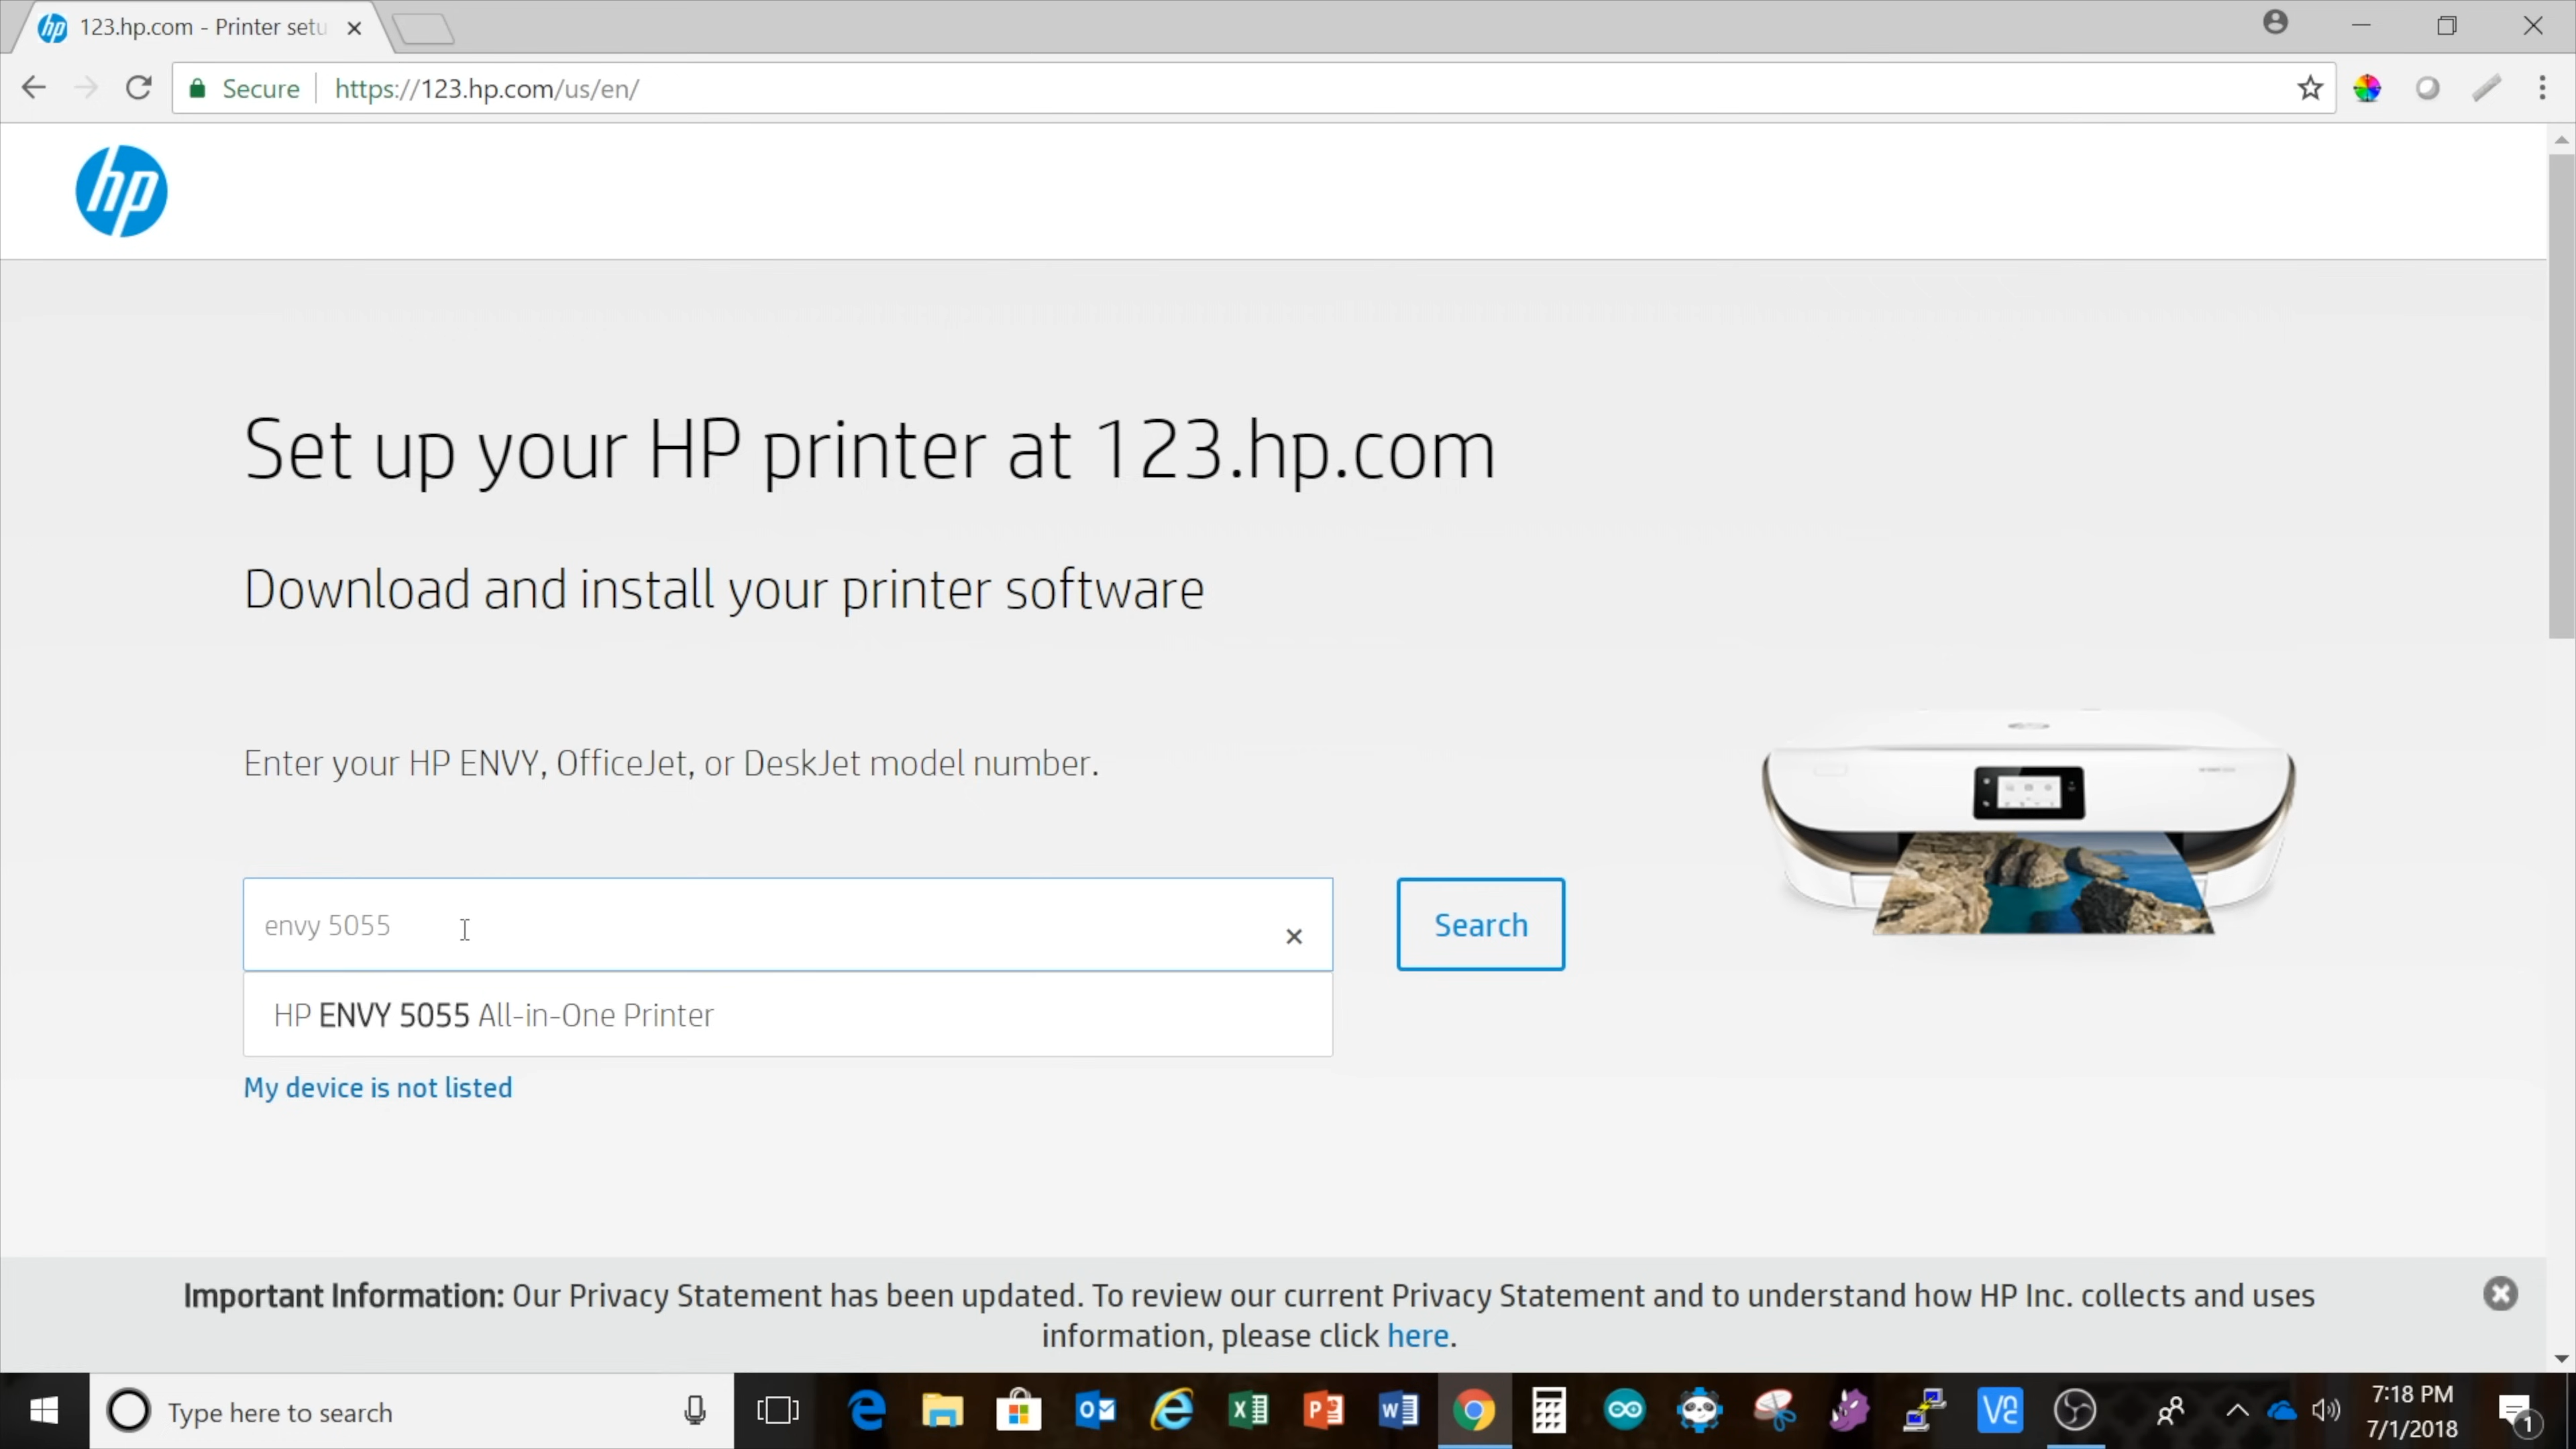 123.hp.com - Printer setu
Secure
https://123.hp.com/us/en/
hp
Set up your HP printer at 123.hp.com
Download and install your printer software
Enter your HP ENVY, OfficeJet, or DeskJet model number.
envy 5055
Search
HP ENVY 5055 All-in-One Printer
My device is not listed
Important Information: Our Privacy Statement has been updated. To review our current Privacy Statement and to understand how HP Inc. collects and uses
information, please click here.
Type here to search
7:18 PM
7/1/2018
1